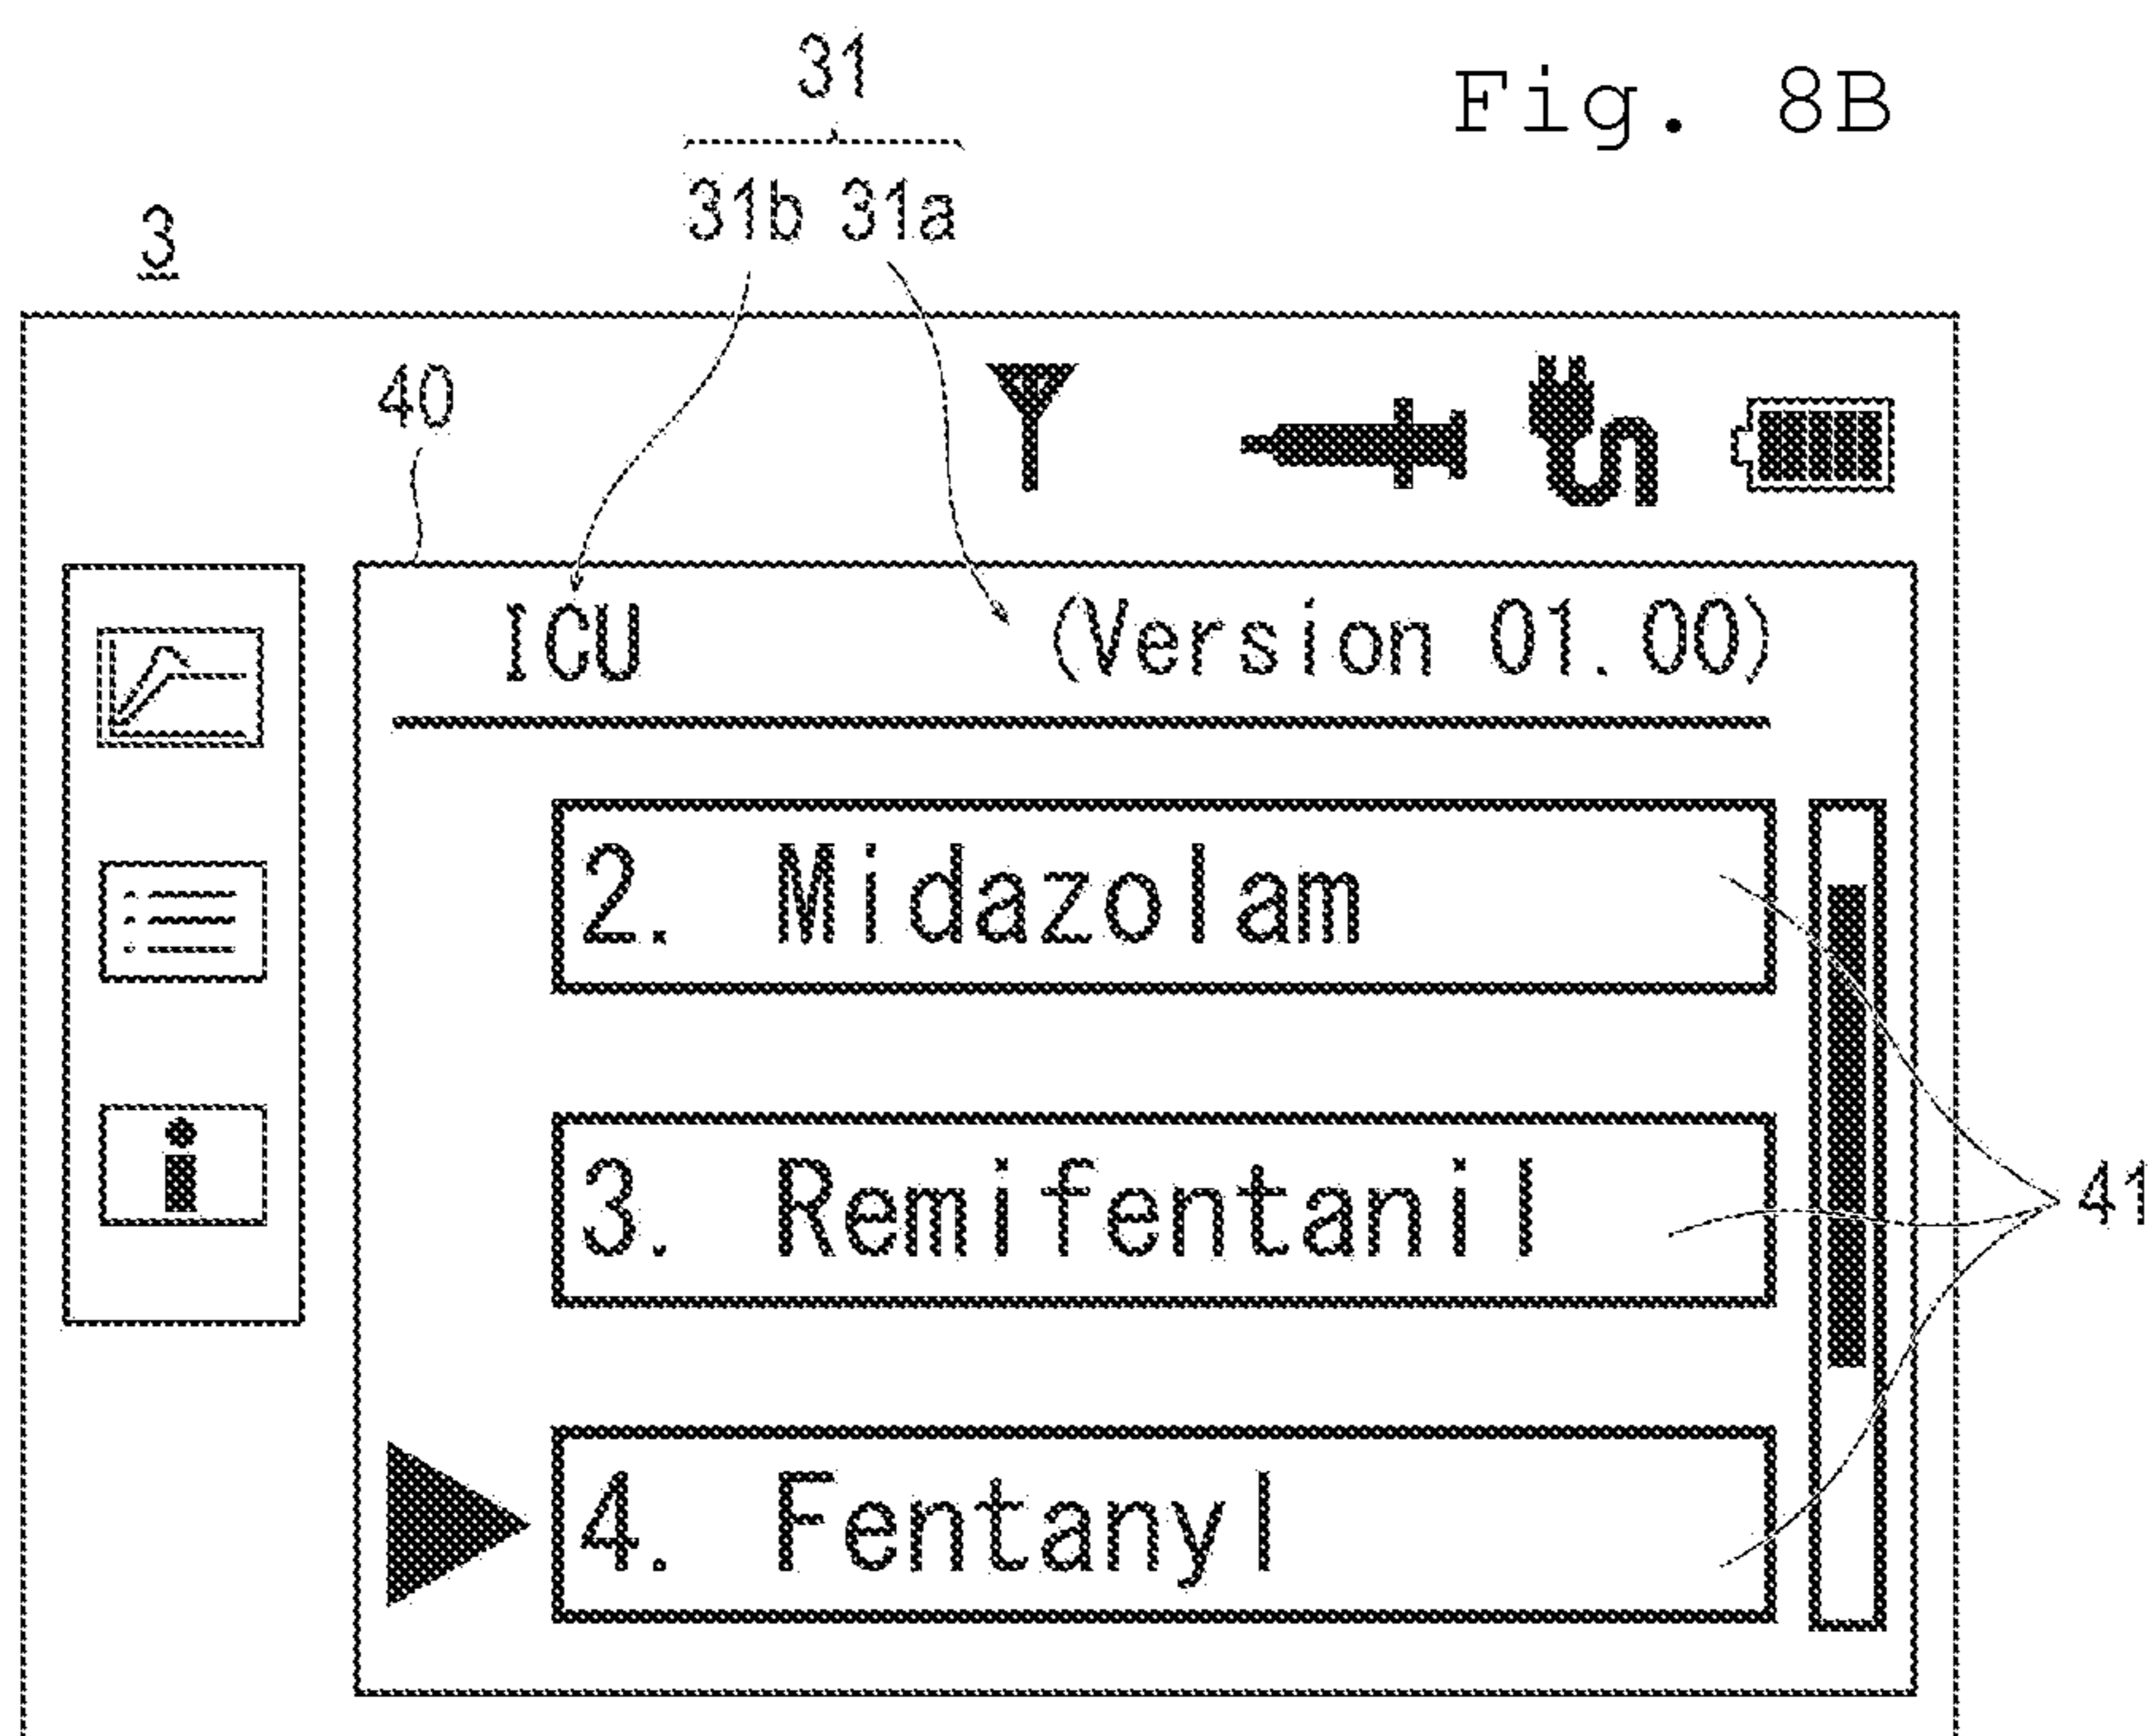 Fig. 8B
31
31b 31a
3
40
ICU (Version 01.00)
2. Midazolam
3. Remifentanil
41
4. Fentanyl